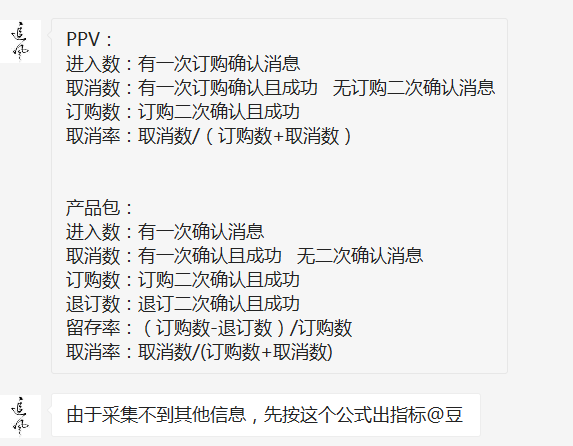 追风
PPV：
进入数：有一次订购确认消息
取消数：有一次订购确认且成功 无订购二次确认消息
订购数：订购二次确认且成功
取消率：取消数/（订购数+取消数）
产品包：
进入数：有一次确认消息
取消数：有一次确认且成功 无二次确认消息
订购数：订购二次确认且成功
退订数：退订二次确认且成功
留存率：（订购数-退订数）/订购数
取消率：取消数/(订购数+取消数)
追风
由于采集不到其他信息，先按这个公式出指标@豆